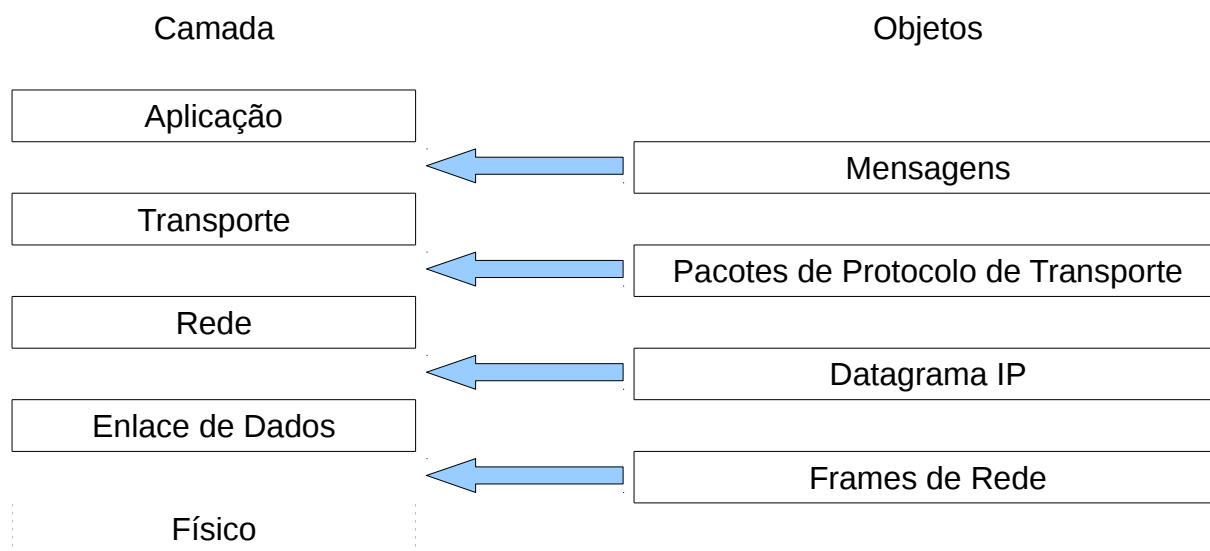 Camada
Objetos
Aplicação
Mensagens
Transporte
Pacotes de Protocolo de Transporte
Rede
Datagrama IP
Enlace de Dados
Frames de Rede
Físico